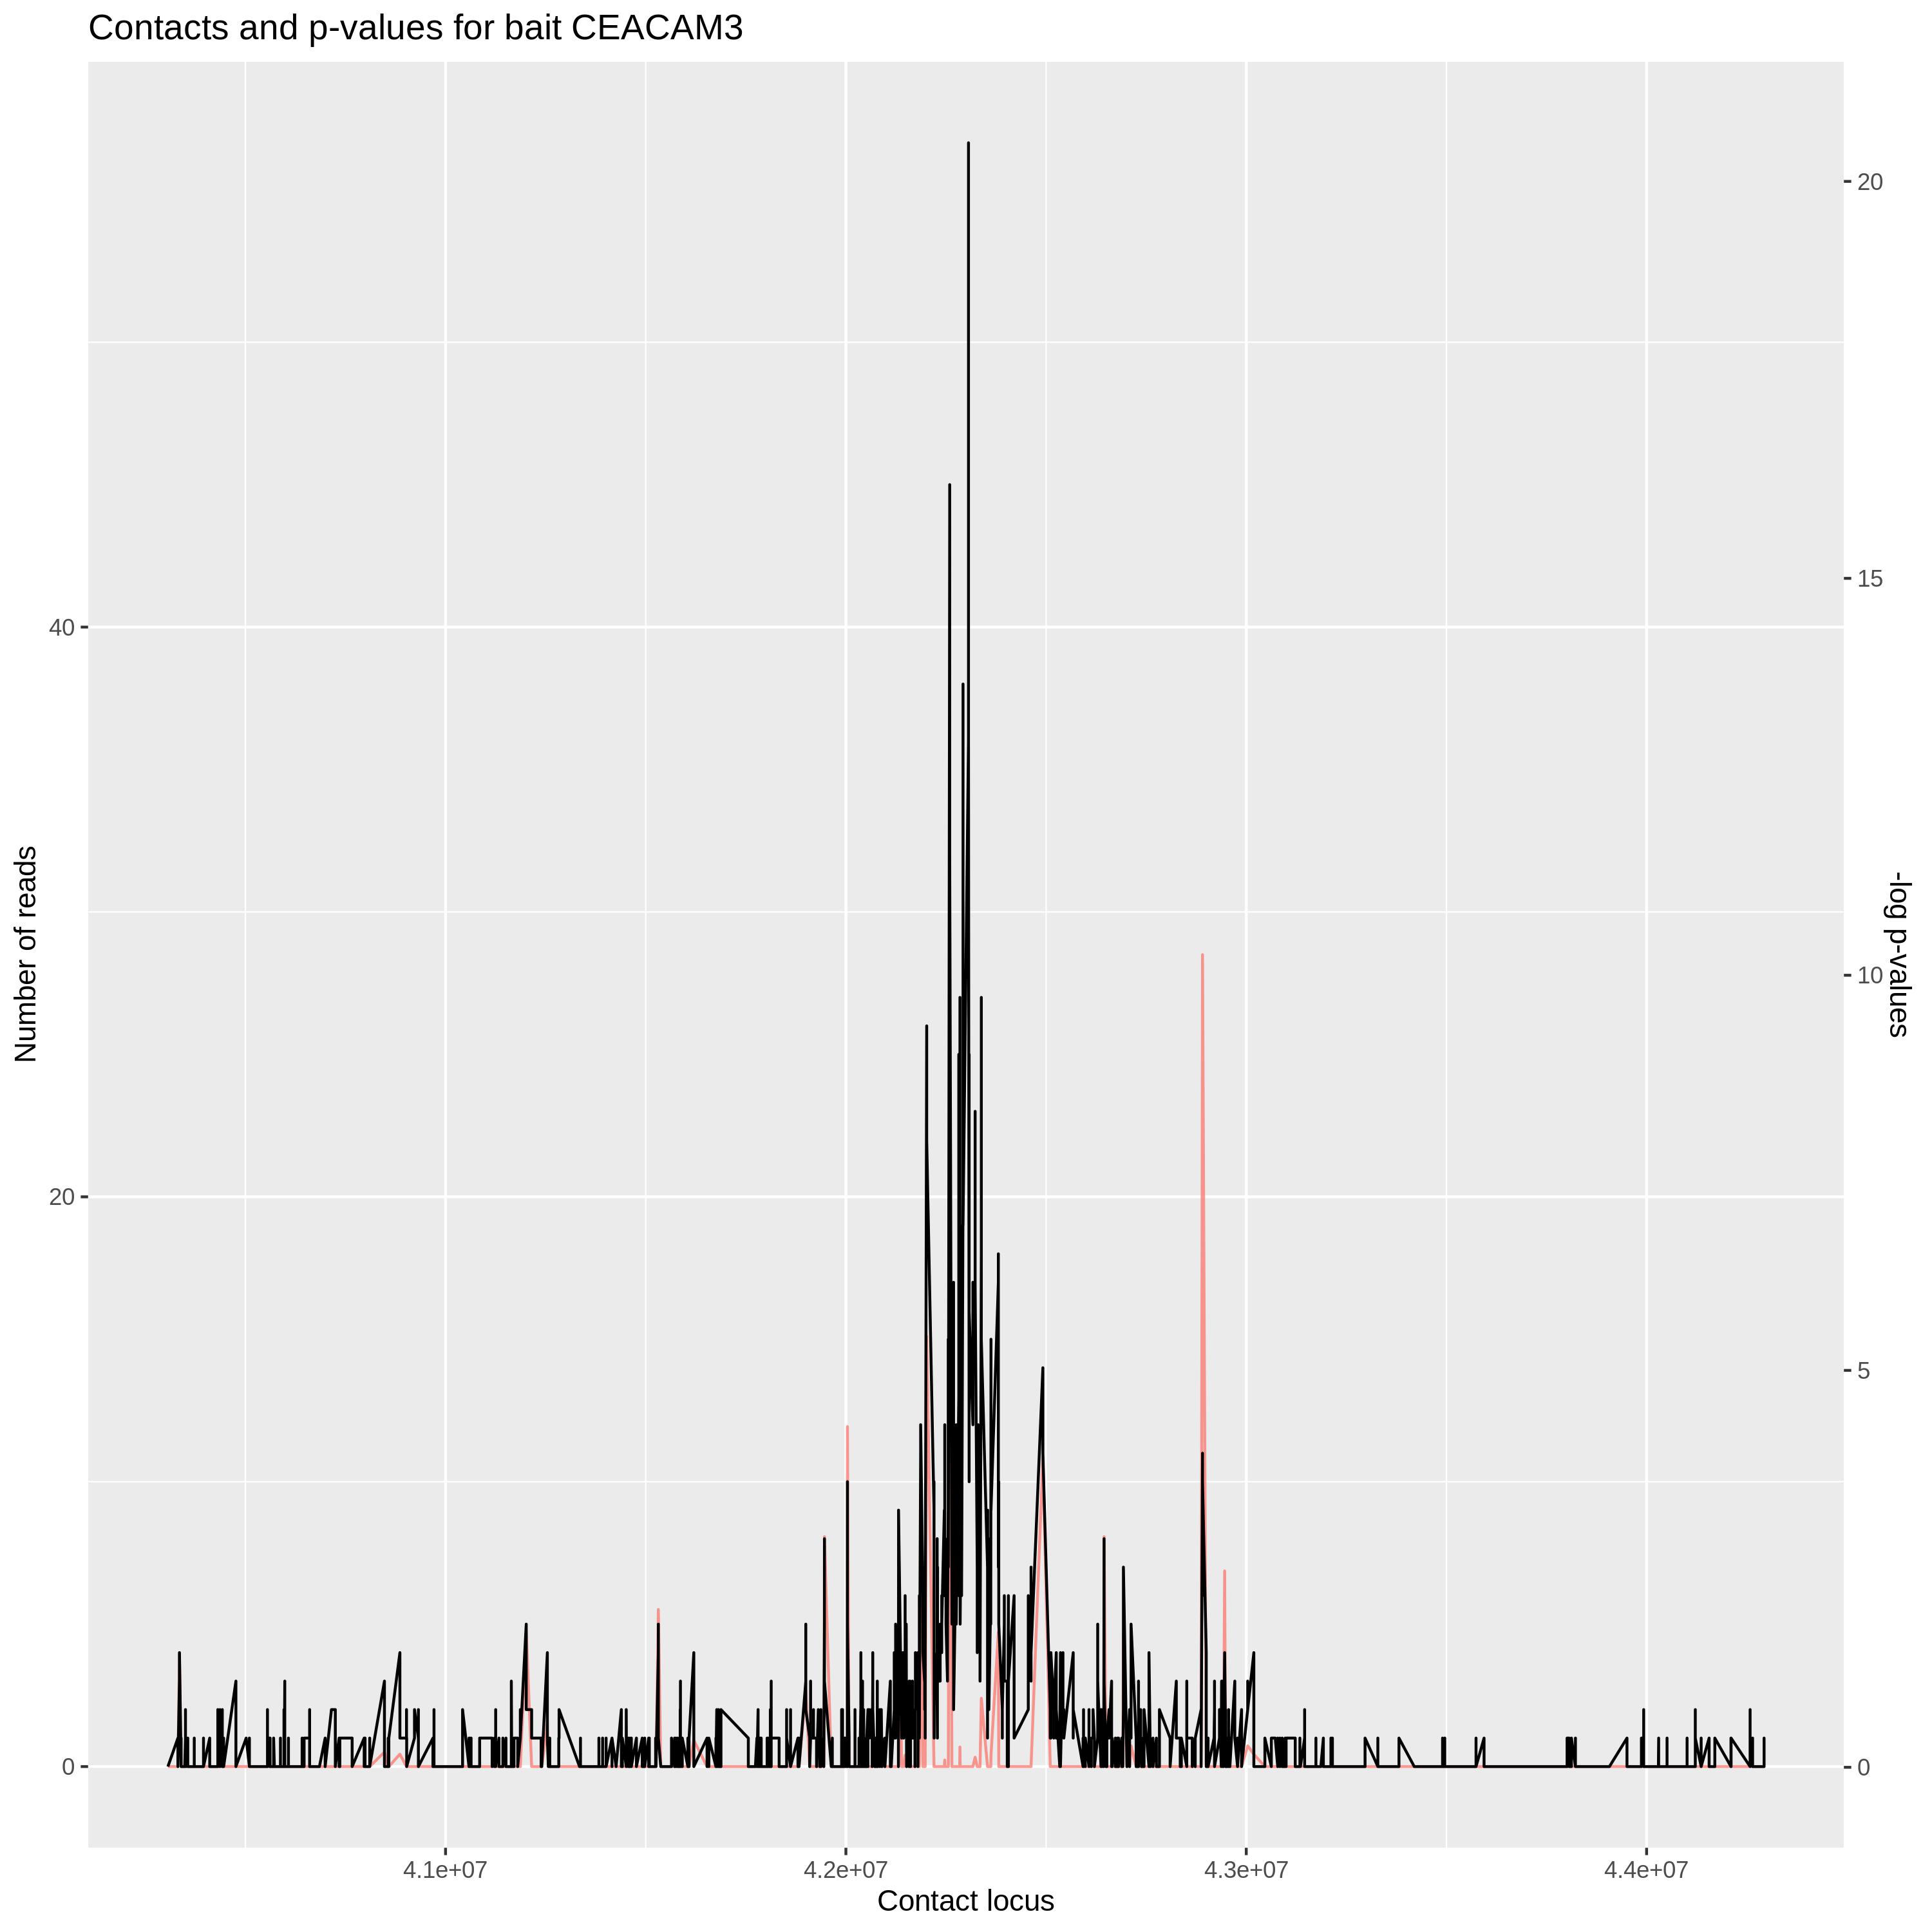 Contacts and p-values for bait CEACAM3
Number of reads
40
20
0
20
15
10
5
0
-log p-values
4.1e+07 4.2e+07 4.3e+07 4.4e+07
Contact locus